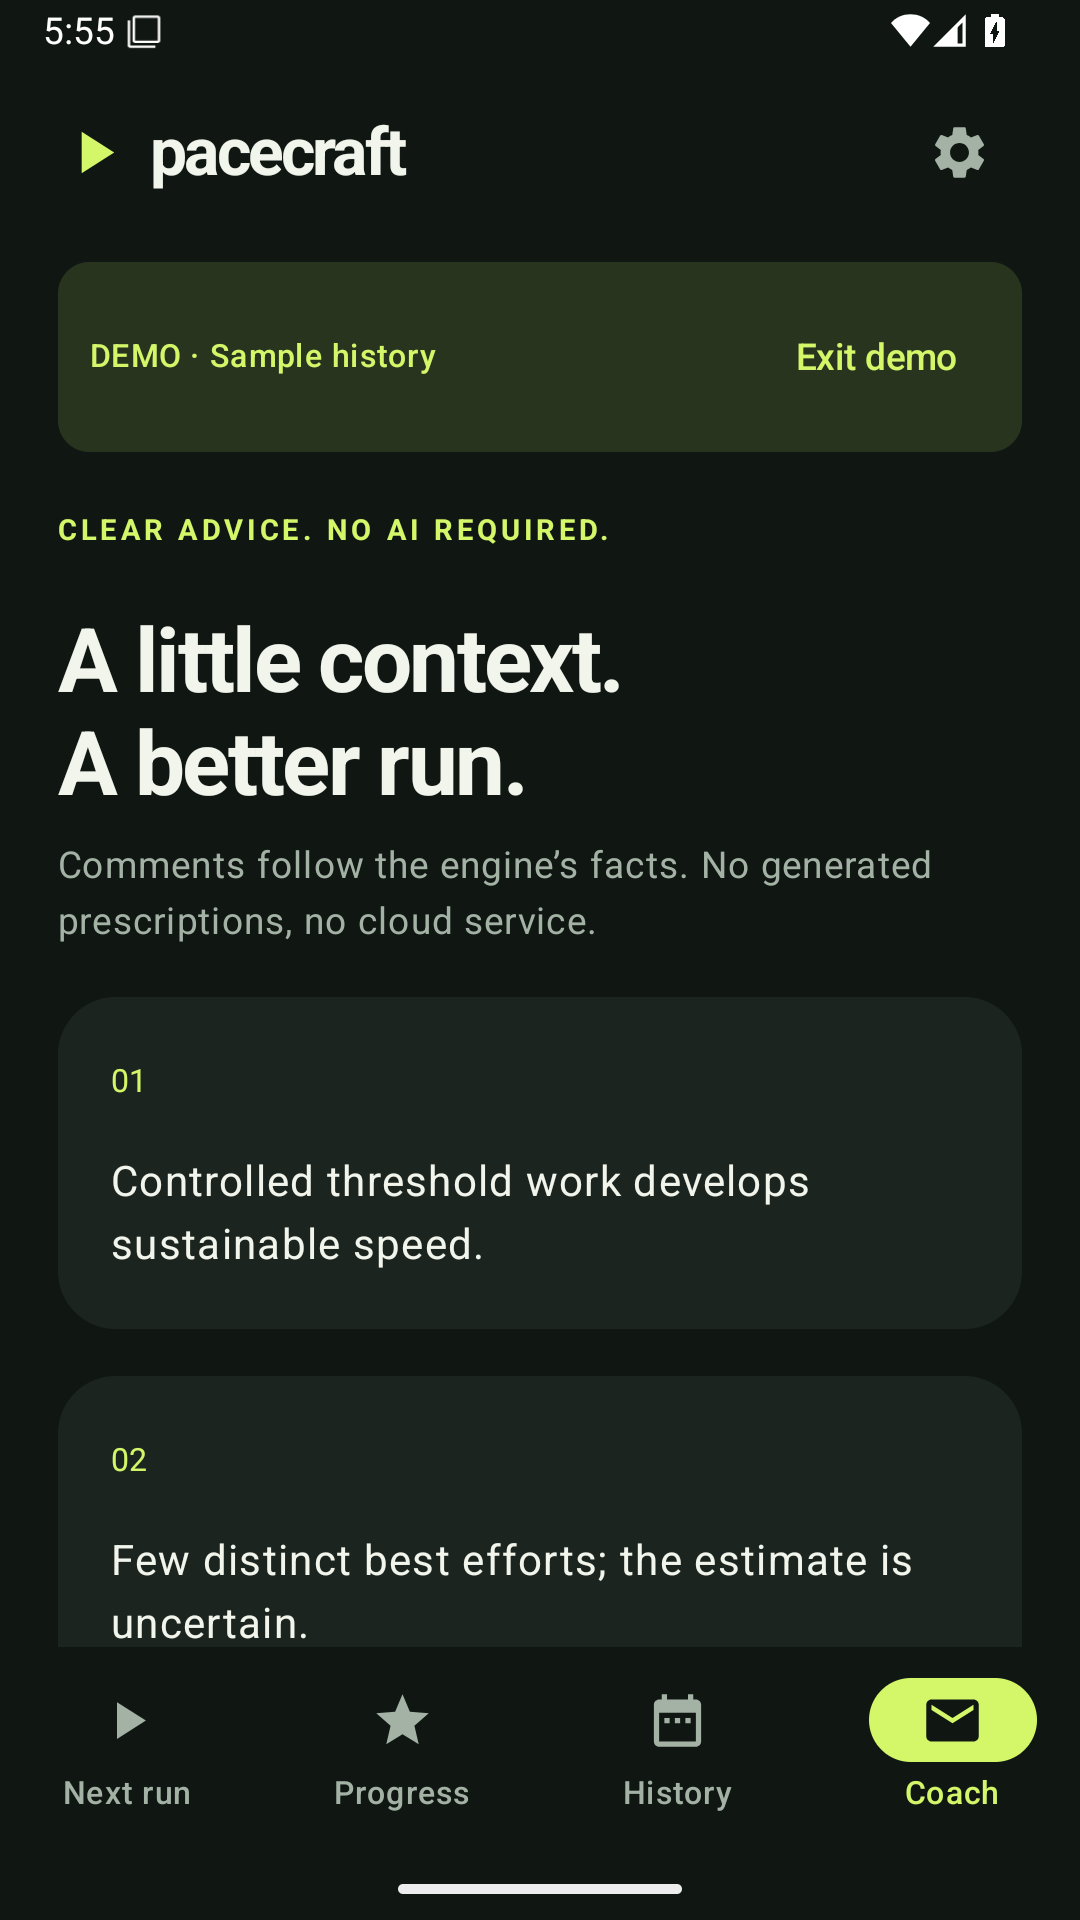 5:55
pacecraft
DEMO · Sample history
Exit demo
CLEAR ADVICE. NO AI REQUIRED.
A little context.
A better run.
Comments follow the engine’s facts. No generated
prescriptions, no cloud service.
01
Controlled threshold work develops
sustainable speed.
02
Few distinct best efforts; the estimate is
uncertain.
Next run
Progress
History
Coach